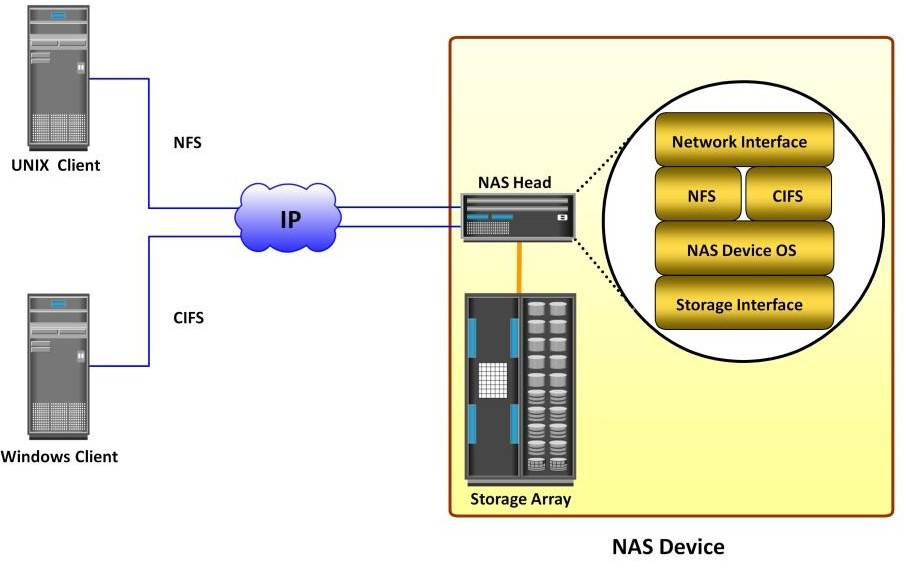 UNIX Client
NFS
IP
CIFS
Windows Client
NAS Head
Storage Array
Network Interface
NFS
CIFS
NAS Device OS
Storage Interface
NAS Device